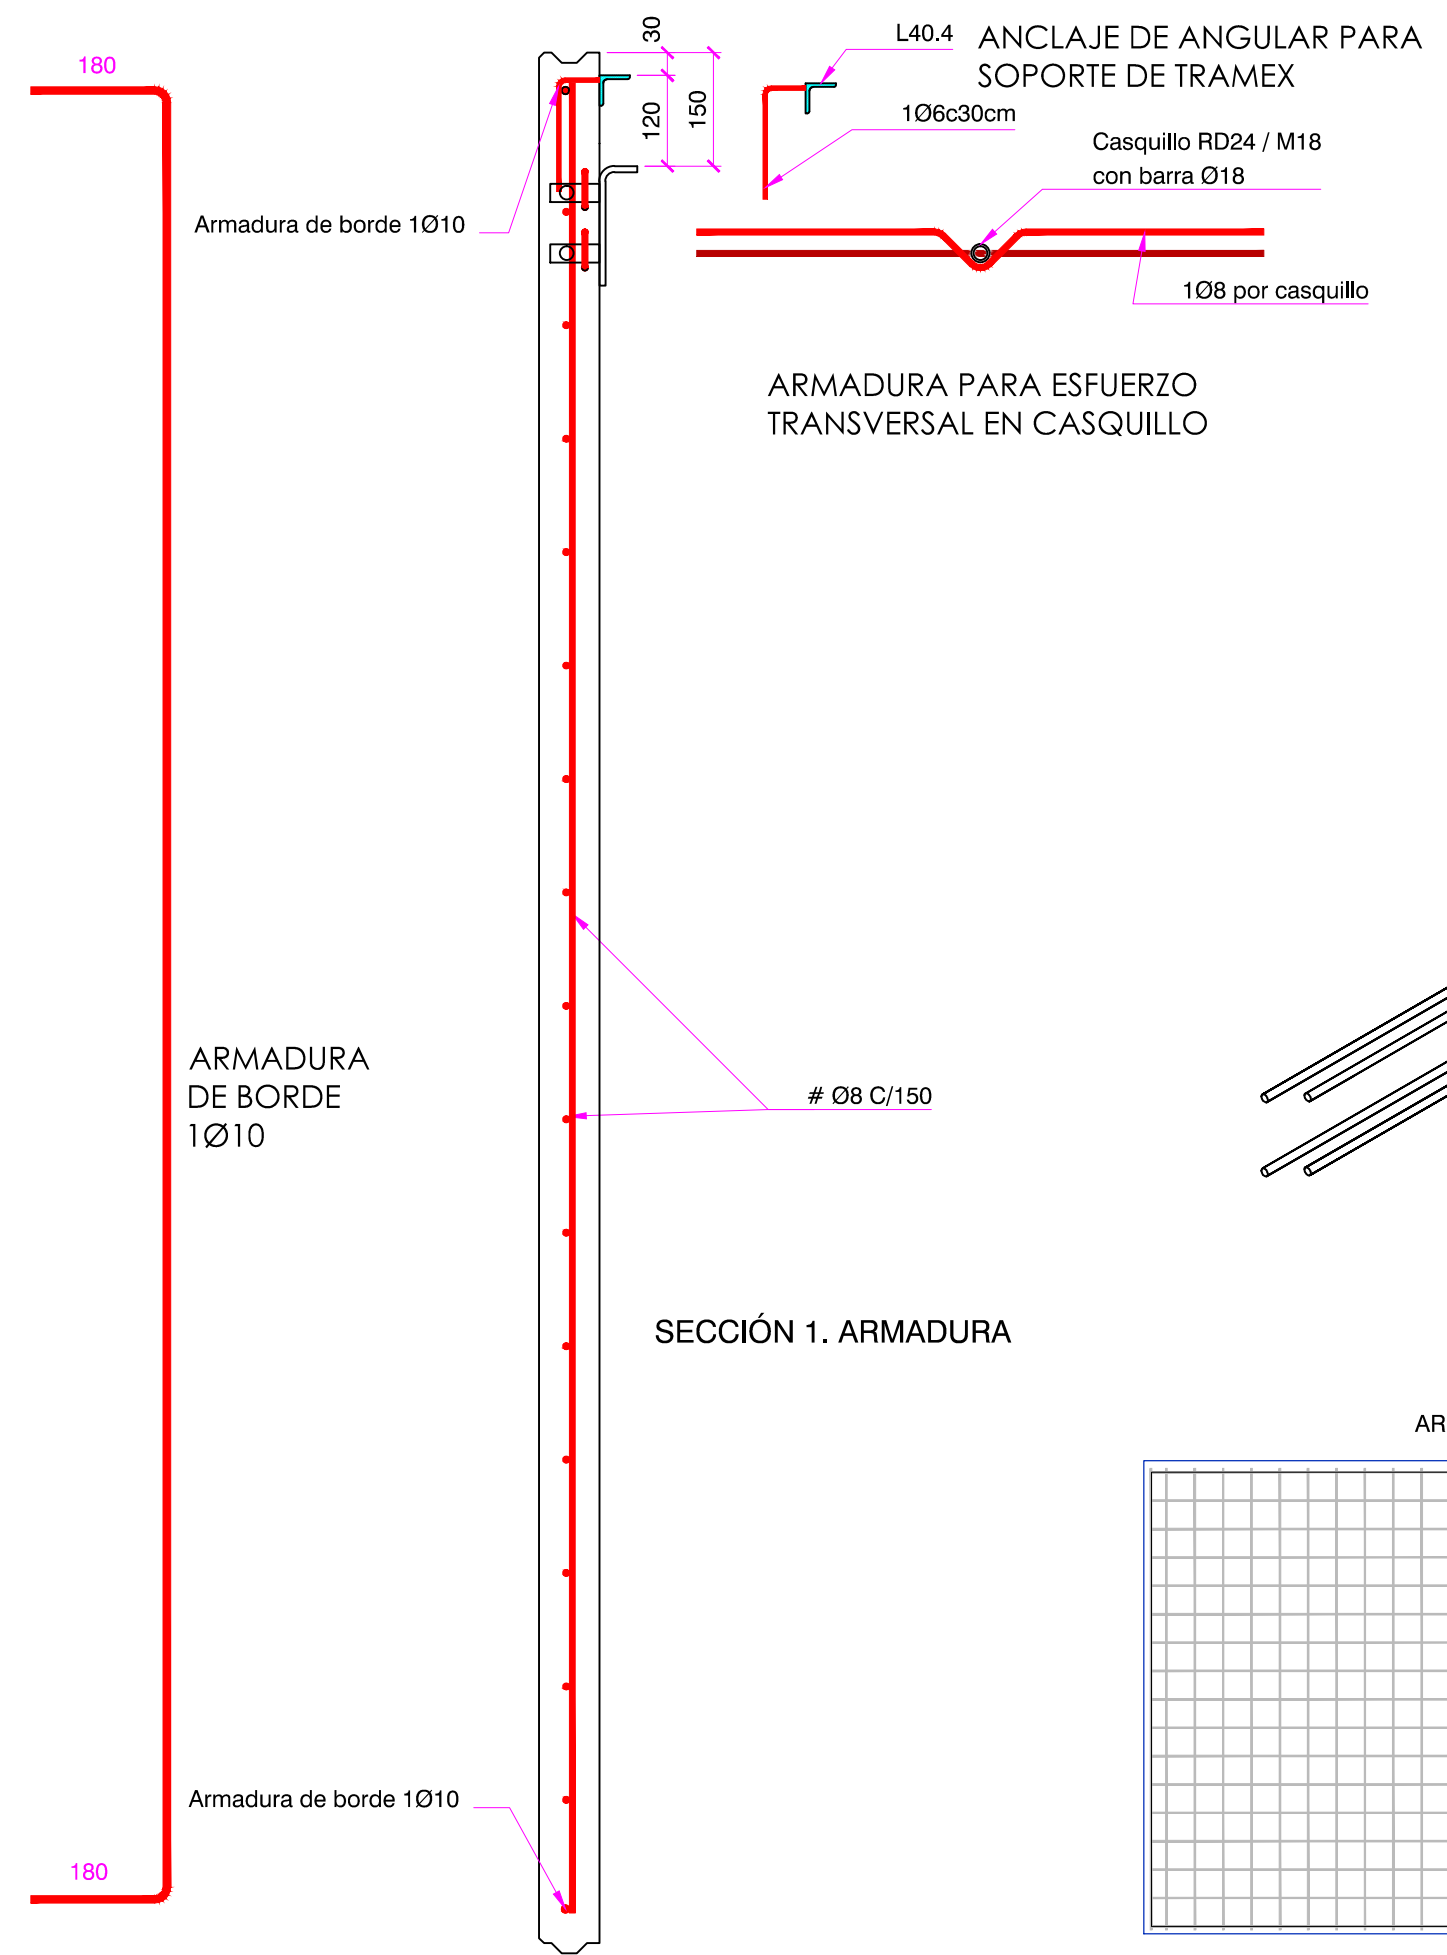 180
30
120
150
L40.4
ANCLAJE DE ANGULAR PARA
SOPORTE DE TRAMEX
1Ø6c30cm
Casquillo RD24 / M18
con barra Ø18
Armadura de borde 1Ø10
1Ø8 por casquillo
ARMADURA PARA ESFUERZO
TRANSVERSAL EN CASQUILLO
ARMADURA
DE BORDE
1Ø10
# Ø8 C/150
SECCIÓN 1. ARMADURA
AR
Armadura de borde 1Ø10
180